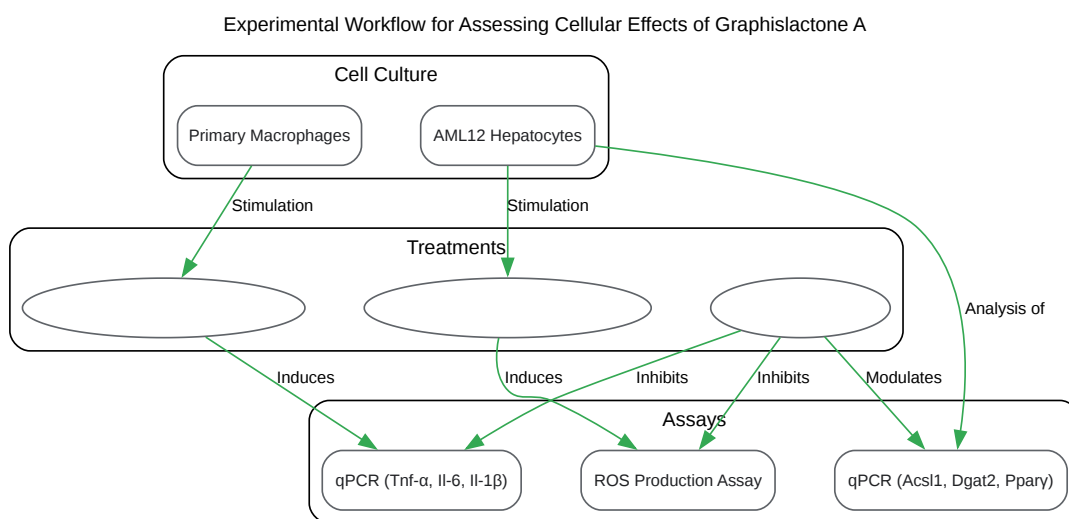 Experimental Workflow for Assessing Cellular Effects of Graphislactone A
Cell Culture
Primary Macrophages
AML12 Hepatocytes
Stimulation
Stimulation
Treatments
Analysis of
Induces
Induces
Inhibits
Inhibits
Modulates
Assays
qPCR (Tnf-α, Il-6, Il-1β)
ROS Production Assay
qPCR (Acsl1, Dgat2, Pparγ)